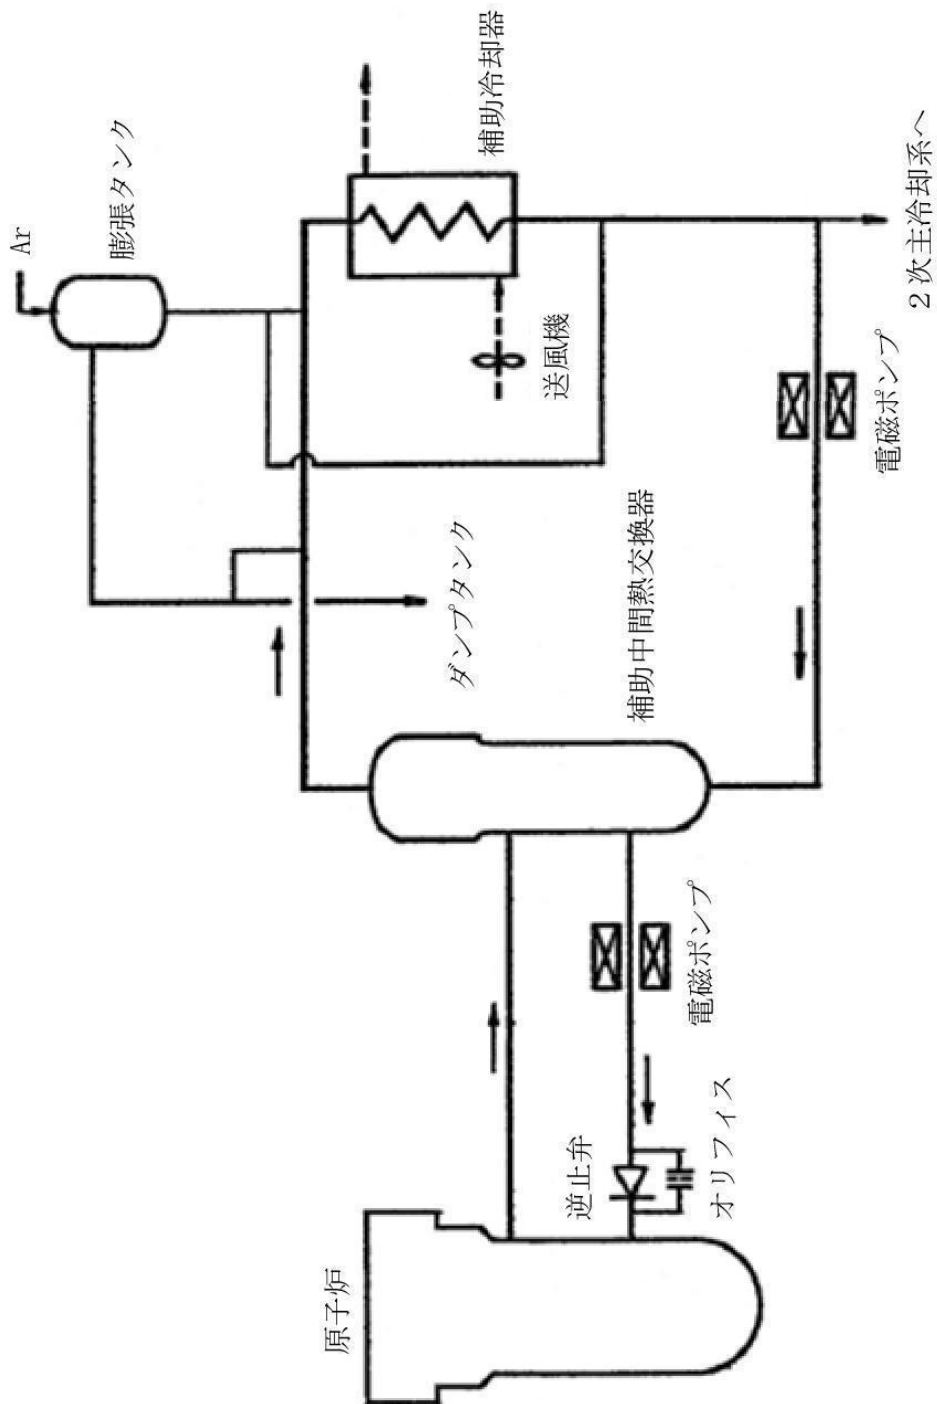 Ar
膨張タンク
補助冷却器
送風機
2次主冷却系へ
電磁ポンプ
ダンプタンク
補助中間熱交換器
電磁ポンプ
逆止弁
オリフィス
原子炉